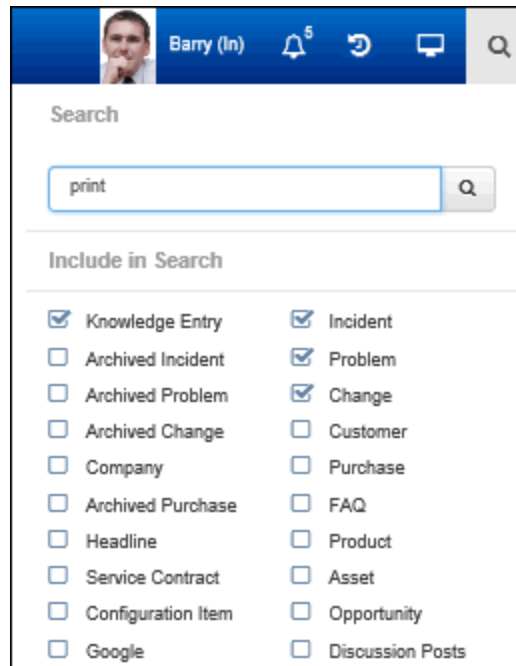 Barry (In) 5
Search
print
Include in Search
Knowledge Entry Incident
Archived Incident Problem
Archived Problem Change
Archived Change Customer
Company Purchase
Archived Purchase FAQ
Headline Product
Service Contract Asset
Configuration Item Opportunity
Google Discussion Posts